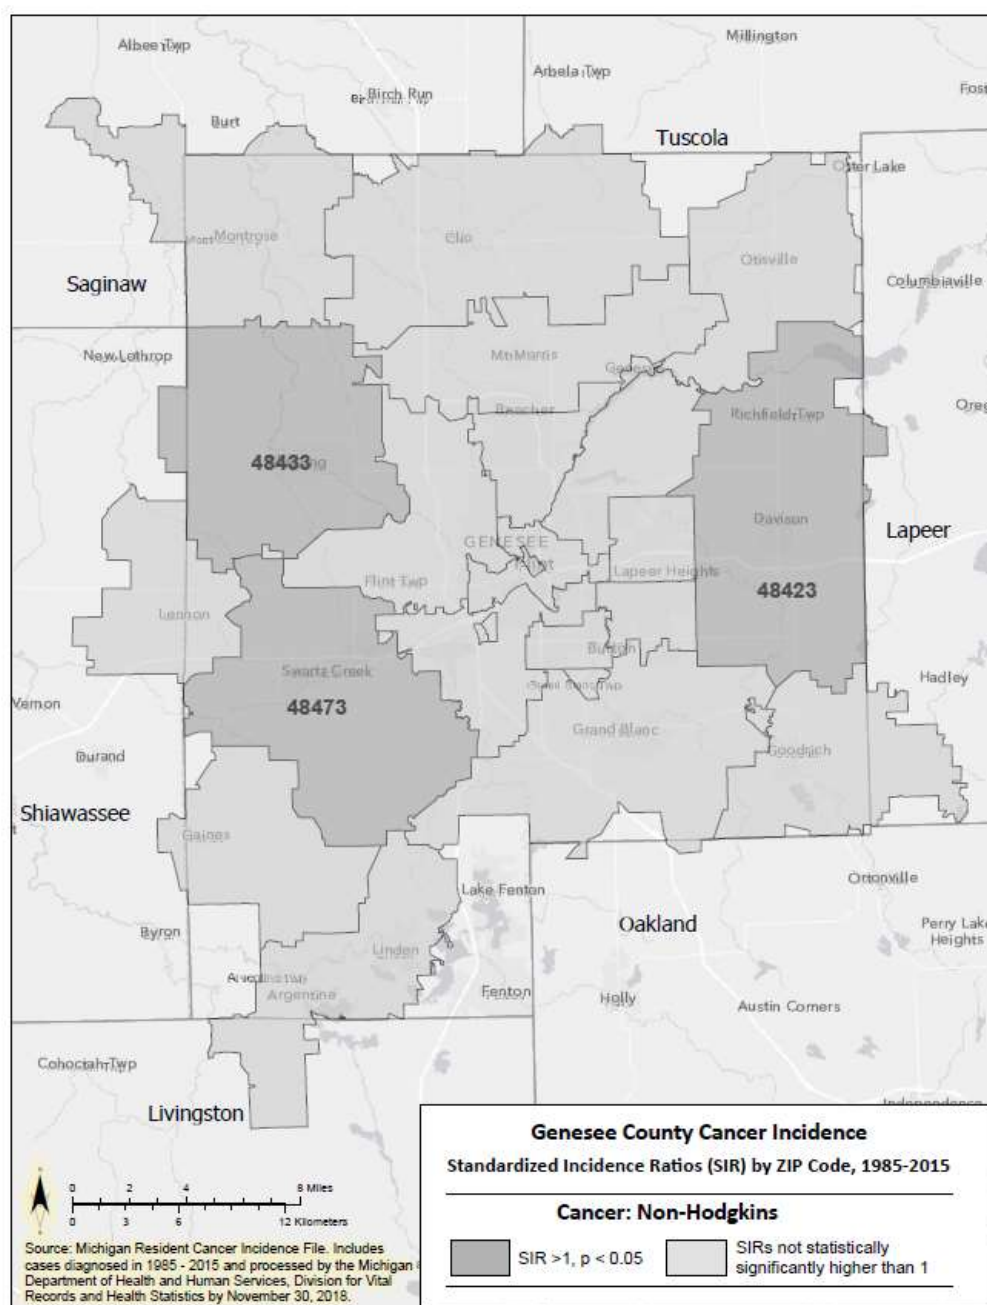 Albee Twp
Millington
Arbela Twp
Birch Run
Burt
Tuscola
Otter Lake
Montrose
Clio
Otisville
Saginaw
Columbiaville
New Lothrop
Mt Morris
Beecher
Richfield Twp
48433
Davison
GENESEE
Lapeer
Flint Twp
Lapeer Heights
48423
Lennon
Burton
Swartz Creek
Hadley
48473
Vernon
Grand Blanc
Durand
Goodrich
Shiawassee
Gaines
Lake Fenton
Ortonville
Byron
Oakland
Perry Lake
Heights
Linden
Argentine
Fenton
Holly
Austin Corners
Cohoctah Twp
Livingston
Genesee County Cancer Incidence
Standardized Incidence Ratios (SIR) by ZIP Code, 1985-2015
Cancer: Non-Hodgkins
SIR >1, p < 0.05
SIRs not statistically
significantly higher than 1
0 2 4 8 Miles
0 3 6 12 Kilometers
Source: Michigan Resident Cancer Incidence File. Includes
cases diagnosed in 1985 - 2015 and processed by the Michigan
Department of Health and Human Services, Division for Vital
Records and Health Statistics by November 30, 2018.